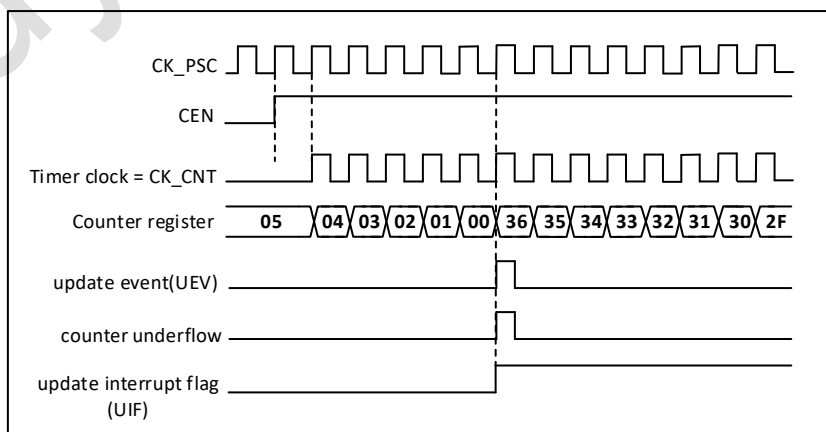 CK_PSC
CEN
Timer clock = CK_CNT
Counter register 05 04 03 02 01 00 36 35 34 33 32 31 30 2F
update event(UEV)
counter underflow
update interrupt flag
(UIF)